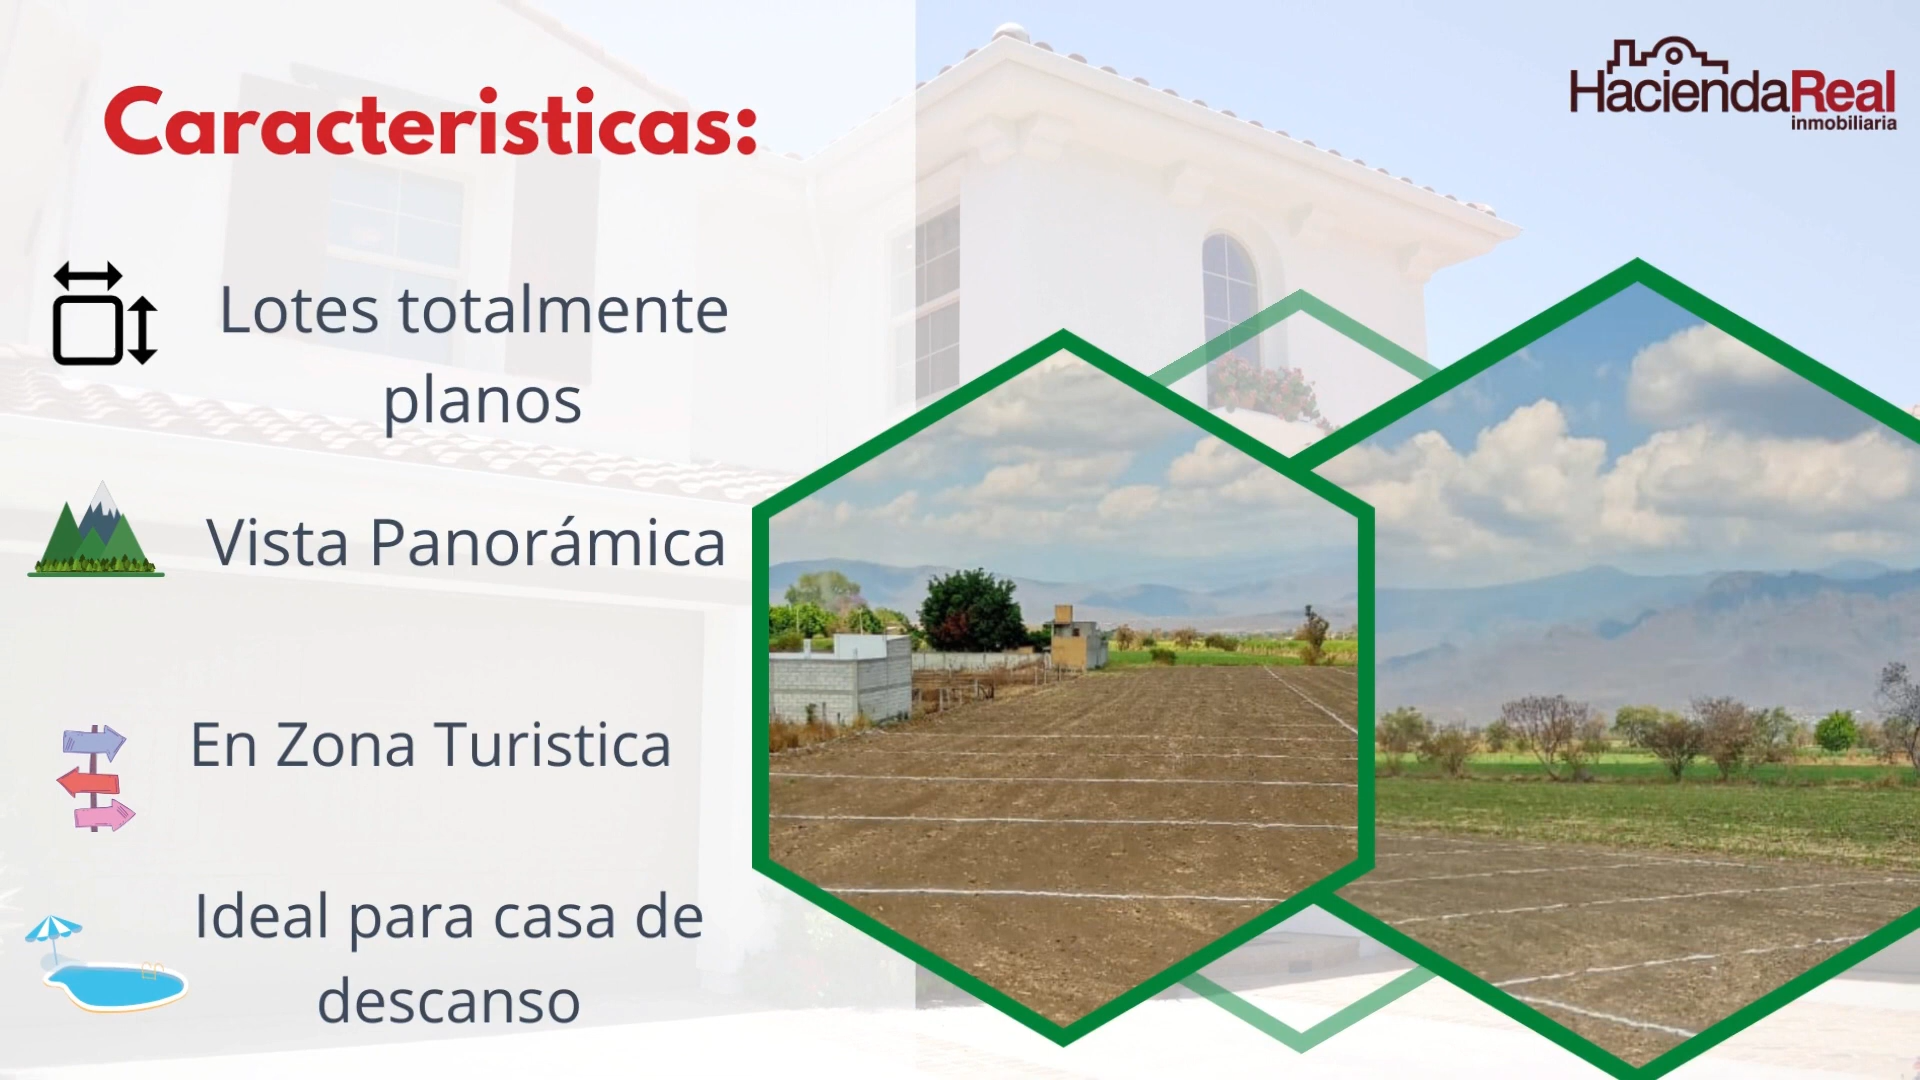 HaciendaReal
inmobiliaria
Caracteristicas:
Lotes totalmente
planos
Vista Panorámica
En Zona Turistica
Ideal para casa de
descanso